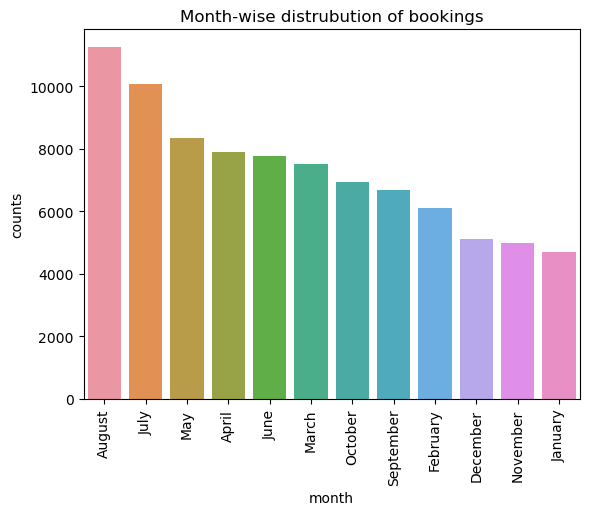 Month-wise distrubution of bookings
counts
10000
8000
6000
4000
2000
0
August
July
May
April
June
March
October
September
February
December
November
January
month